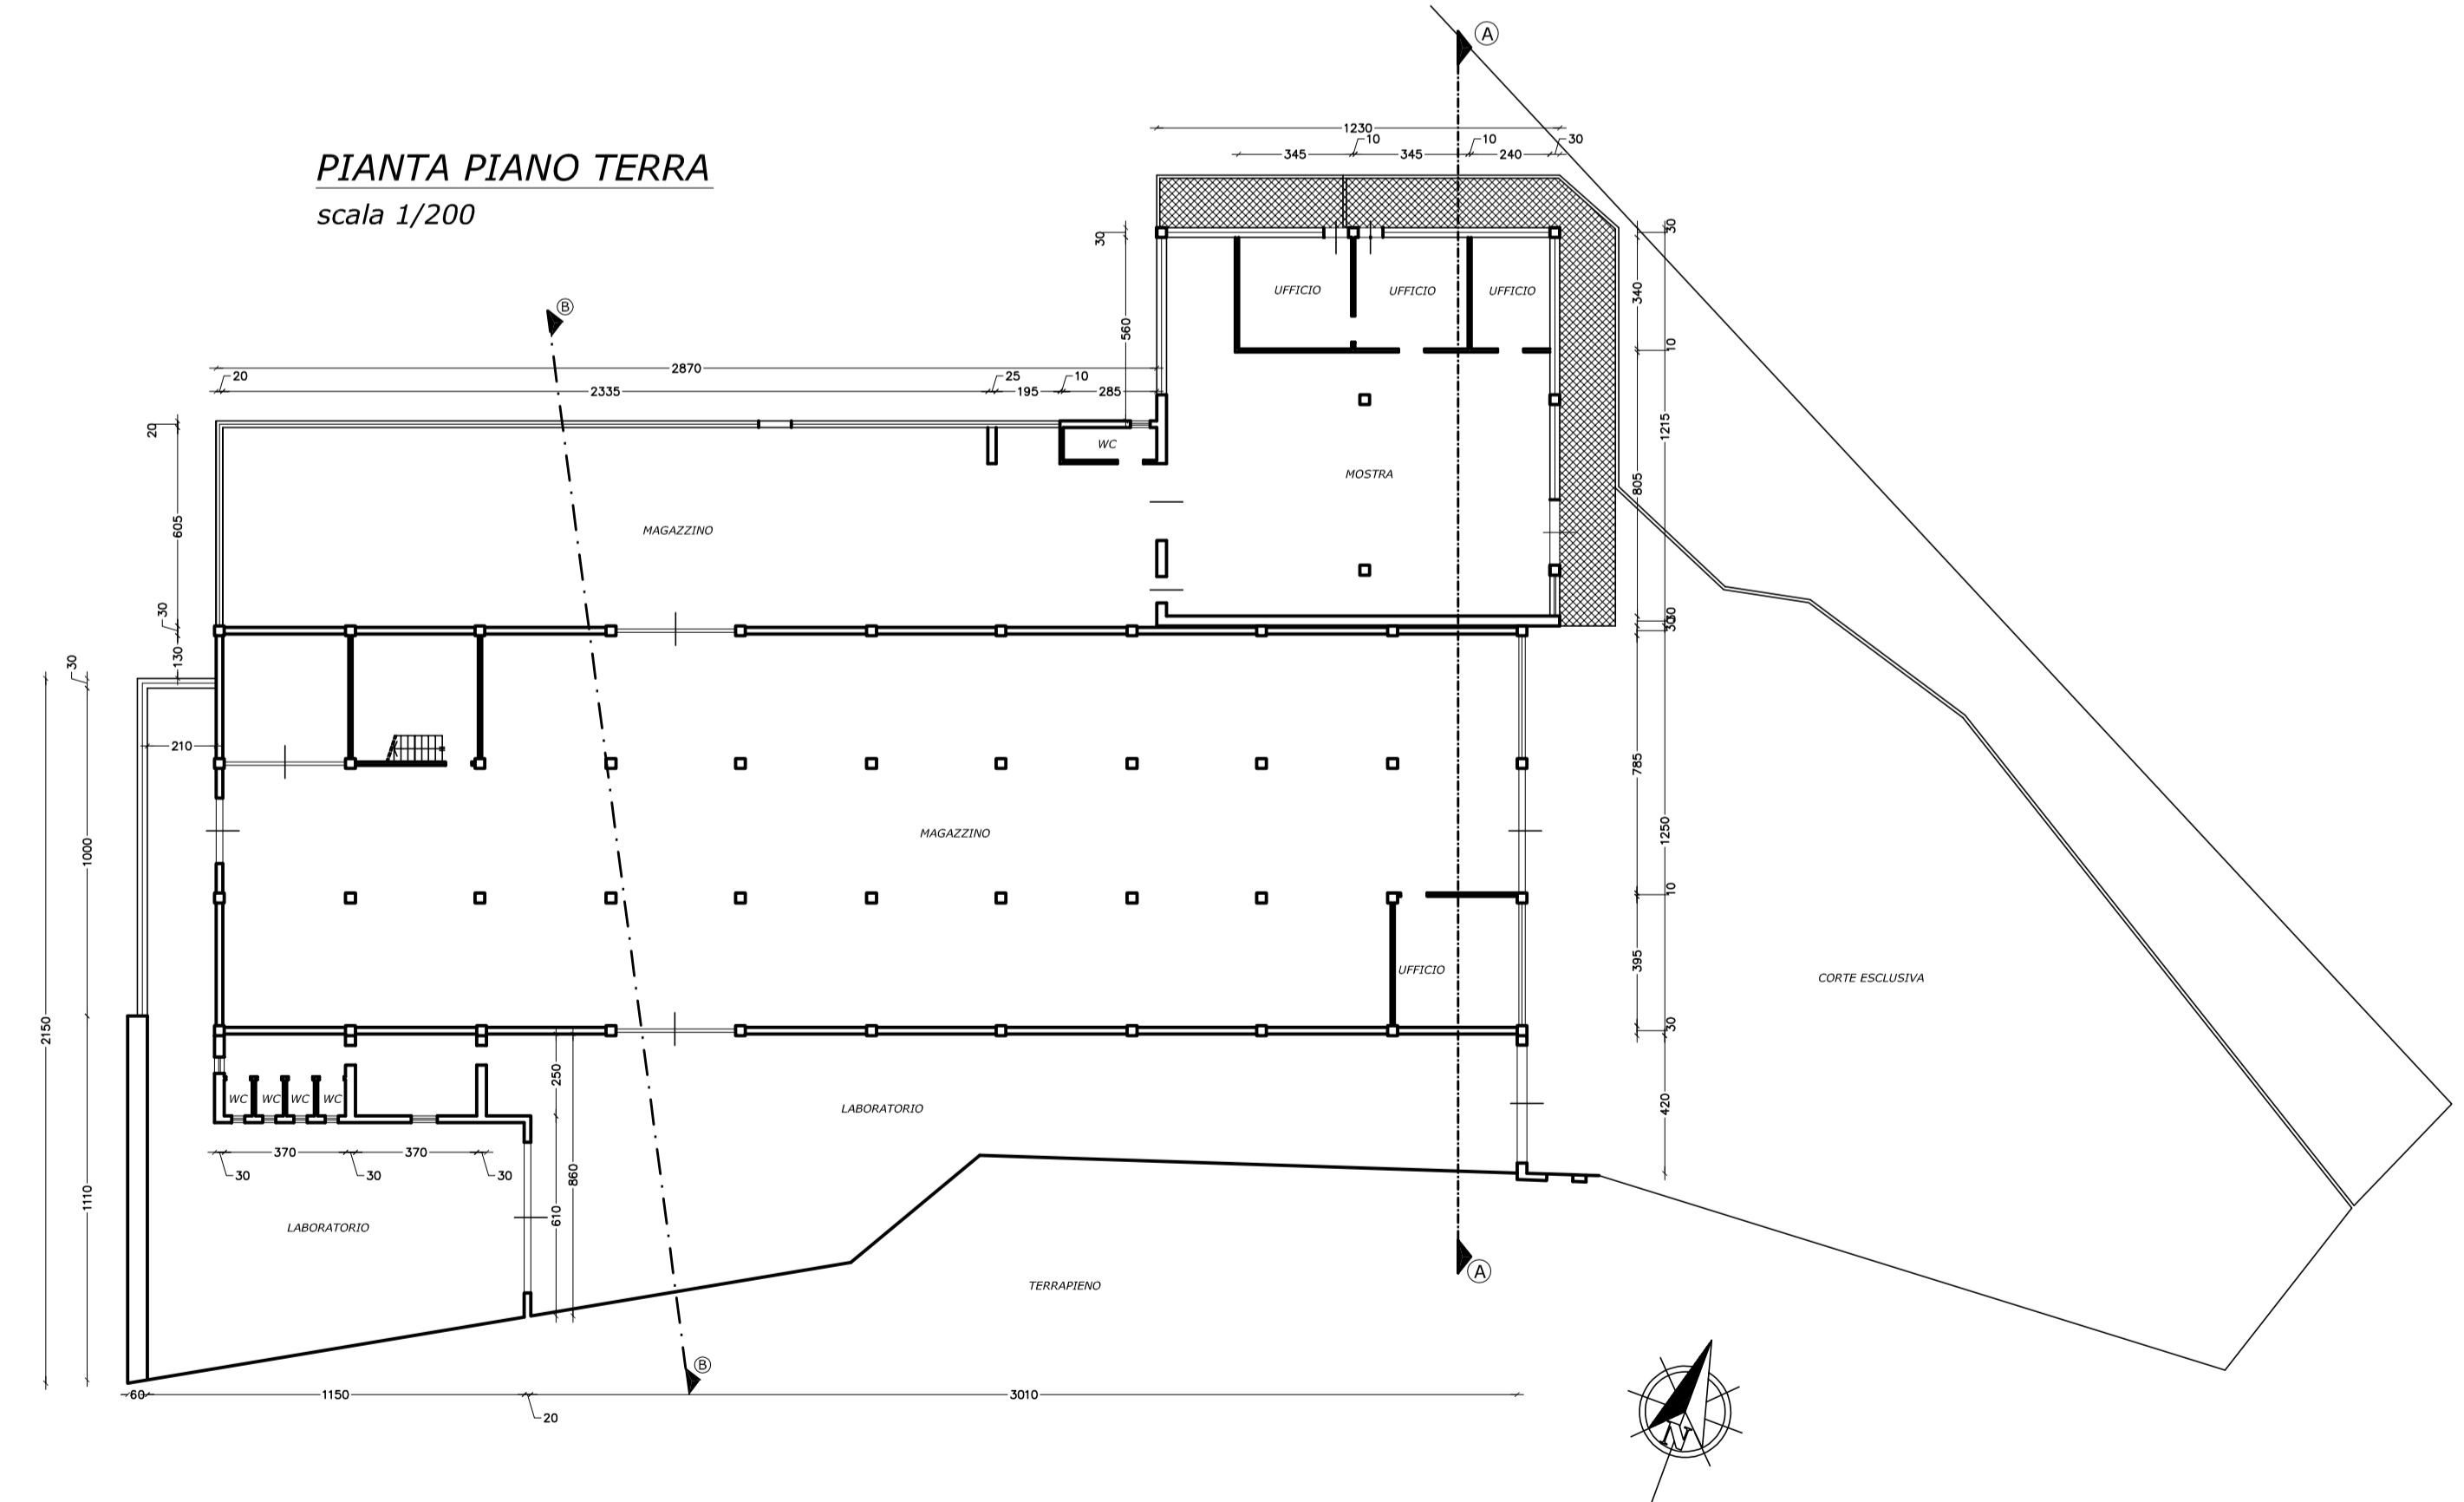 A
1230
10
10
30
345
345
240
PIANTA PIANO TERRA
scala 1/200
30
30
B
UFFICIO
UFFICIO
UFFICIO
340
560
10
2870
20
25
10
2335
195
285
20
1215
WC
MOSTRA
805
605
MAGAZZINO
30
30
30
130
30
210
785
MAGAZZINO
1250
1000
10
395
UFFICIO
CORTE ESCLUSIVA
2150
30
250
WC
WC
WC
WC
LABORATORIO
420
370
370
30
30
30
860
1110
610
LABORATORIO
A
TERRAPIENO
B
60
1150
3010
20
N